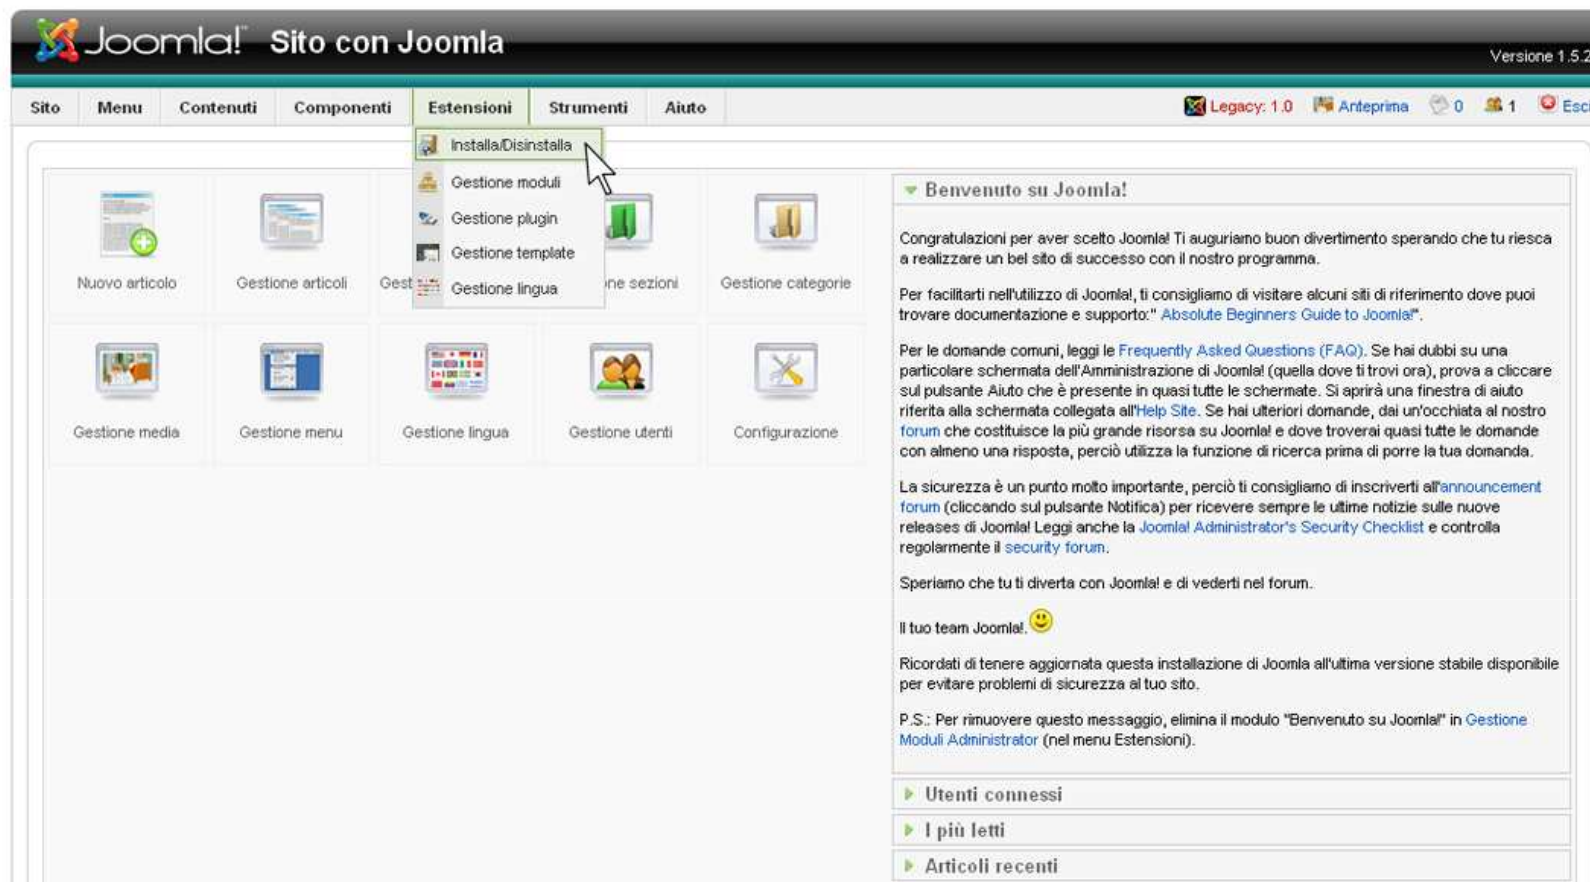 Joomla!™ Sito con Joomla
Versione 1.5.2
Sito Menu Contenuti Componenti Estensioni Strumenti Aiuto Legacy: 1.0 Anteprima 0 1 Esci
Installa/Disinstalla
Gestione moduli
Gestione plugin
Gestione template
Gestione lingua
Nuovo articolo Gestione articoli Gest one sezioni Gestione categorie
Gestione media Gestione menu Gestione lingua Gestione utenti Configurazione
Benvenuto su Joomla!
Congratulazioni per aver scelto Joomla! Ti auguriamo buon divertimento sperando che tu riesca
a realizzare un bel sito di successo con il nostro programma.
Per facilitarti nell'utilizzo di Joomla!, ti consigliamo di visitare alcuni siti di riferimento dove puoi
trovare documentazione e supporto:" Absolute Beginners Guide to Joomla!".
Per le domande comuni, leggi le Frequently Asked Questions (FAQ). Se hai dubbi su una
particolare schermata dell'Amministrazione di Joomla! (quella dove ti trovi ora), prova a cliccare
sul pulsante Aiuto che è presente in quasi tutte le schermate. Si aprirà una finestra di aiuto
riferita alla schermata collegata all'Help Site. Se hai ulteriori domande, dai un'occhiata al nostro
forum che costituisce la più grande risorsa su Joomla! e dove troverai quasi tutte le domande
con almeno una risposta, perciò utilizza la funzione di ricerca prima di porre la tua domanda.
La sicurezza è un punto molto importante, perciò ti consigliamo di inscriverti all'announcement
forum (cliccando sul pulsante Notifica) per ricevere sempre le ultime notizie sulle nuove
releases di Joomla! Leggi anche la Joomla! Administrator's Security Checklist e controlla
regolarmente il security forum.
Speriamo che tu ti diverta con Joomla! e di vederti nel forum.
Il tuo team Joomla!.
Ricordati di tenere aggiornata questa installazione di Joomla all'ultima versione stabile disponibile
per evitare problemi di sicurezza al tuo sito.
P.S.: Per rimuovere questo messaggio, elimina il modulo "Benvenuto su Joomla!" in Gestione
Moduli Administrator (nel menu Estensioni).
Utenti connessi
I più letti
Articoli recenti